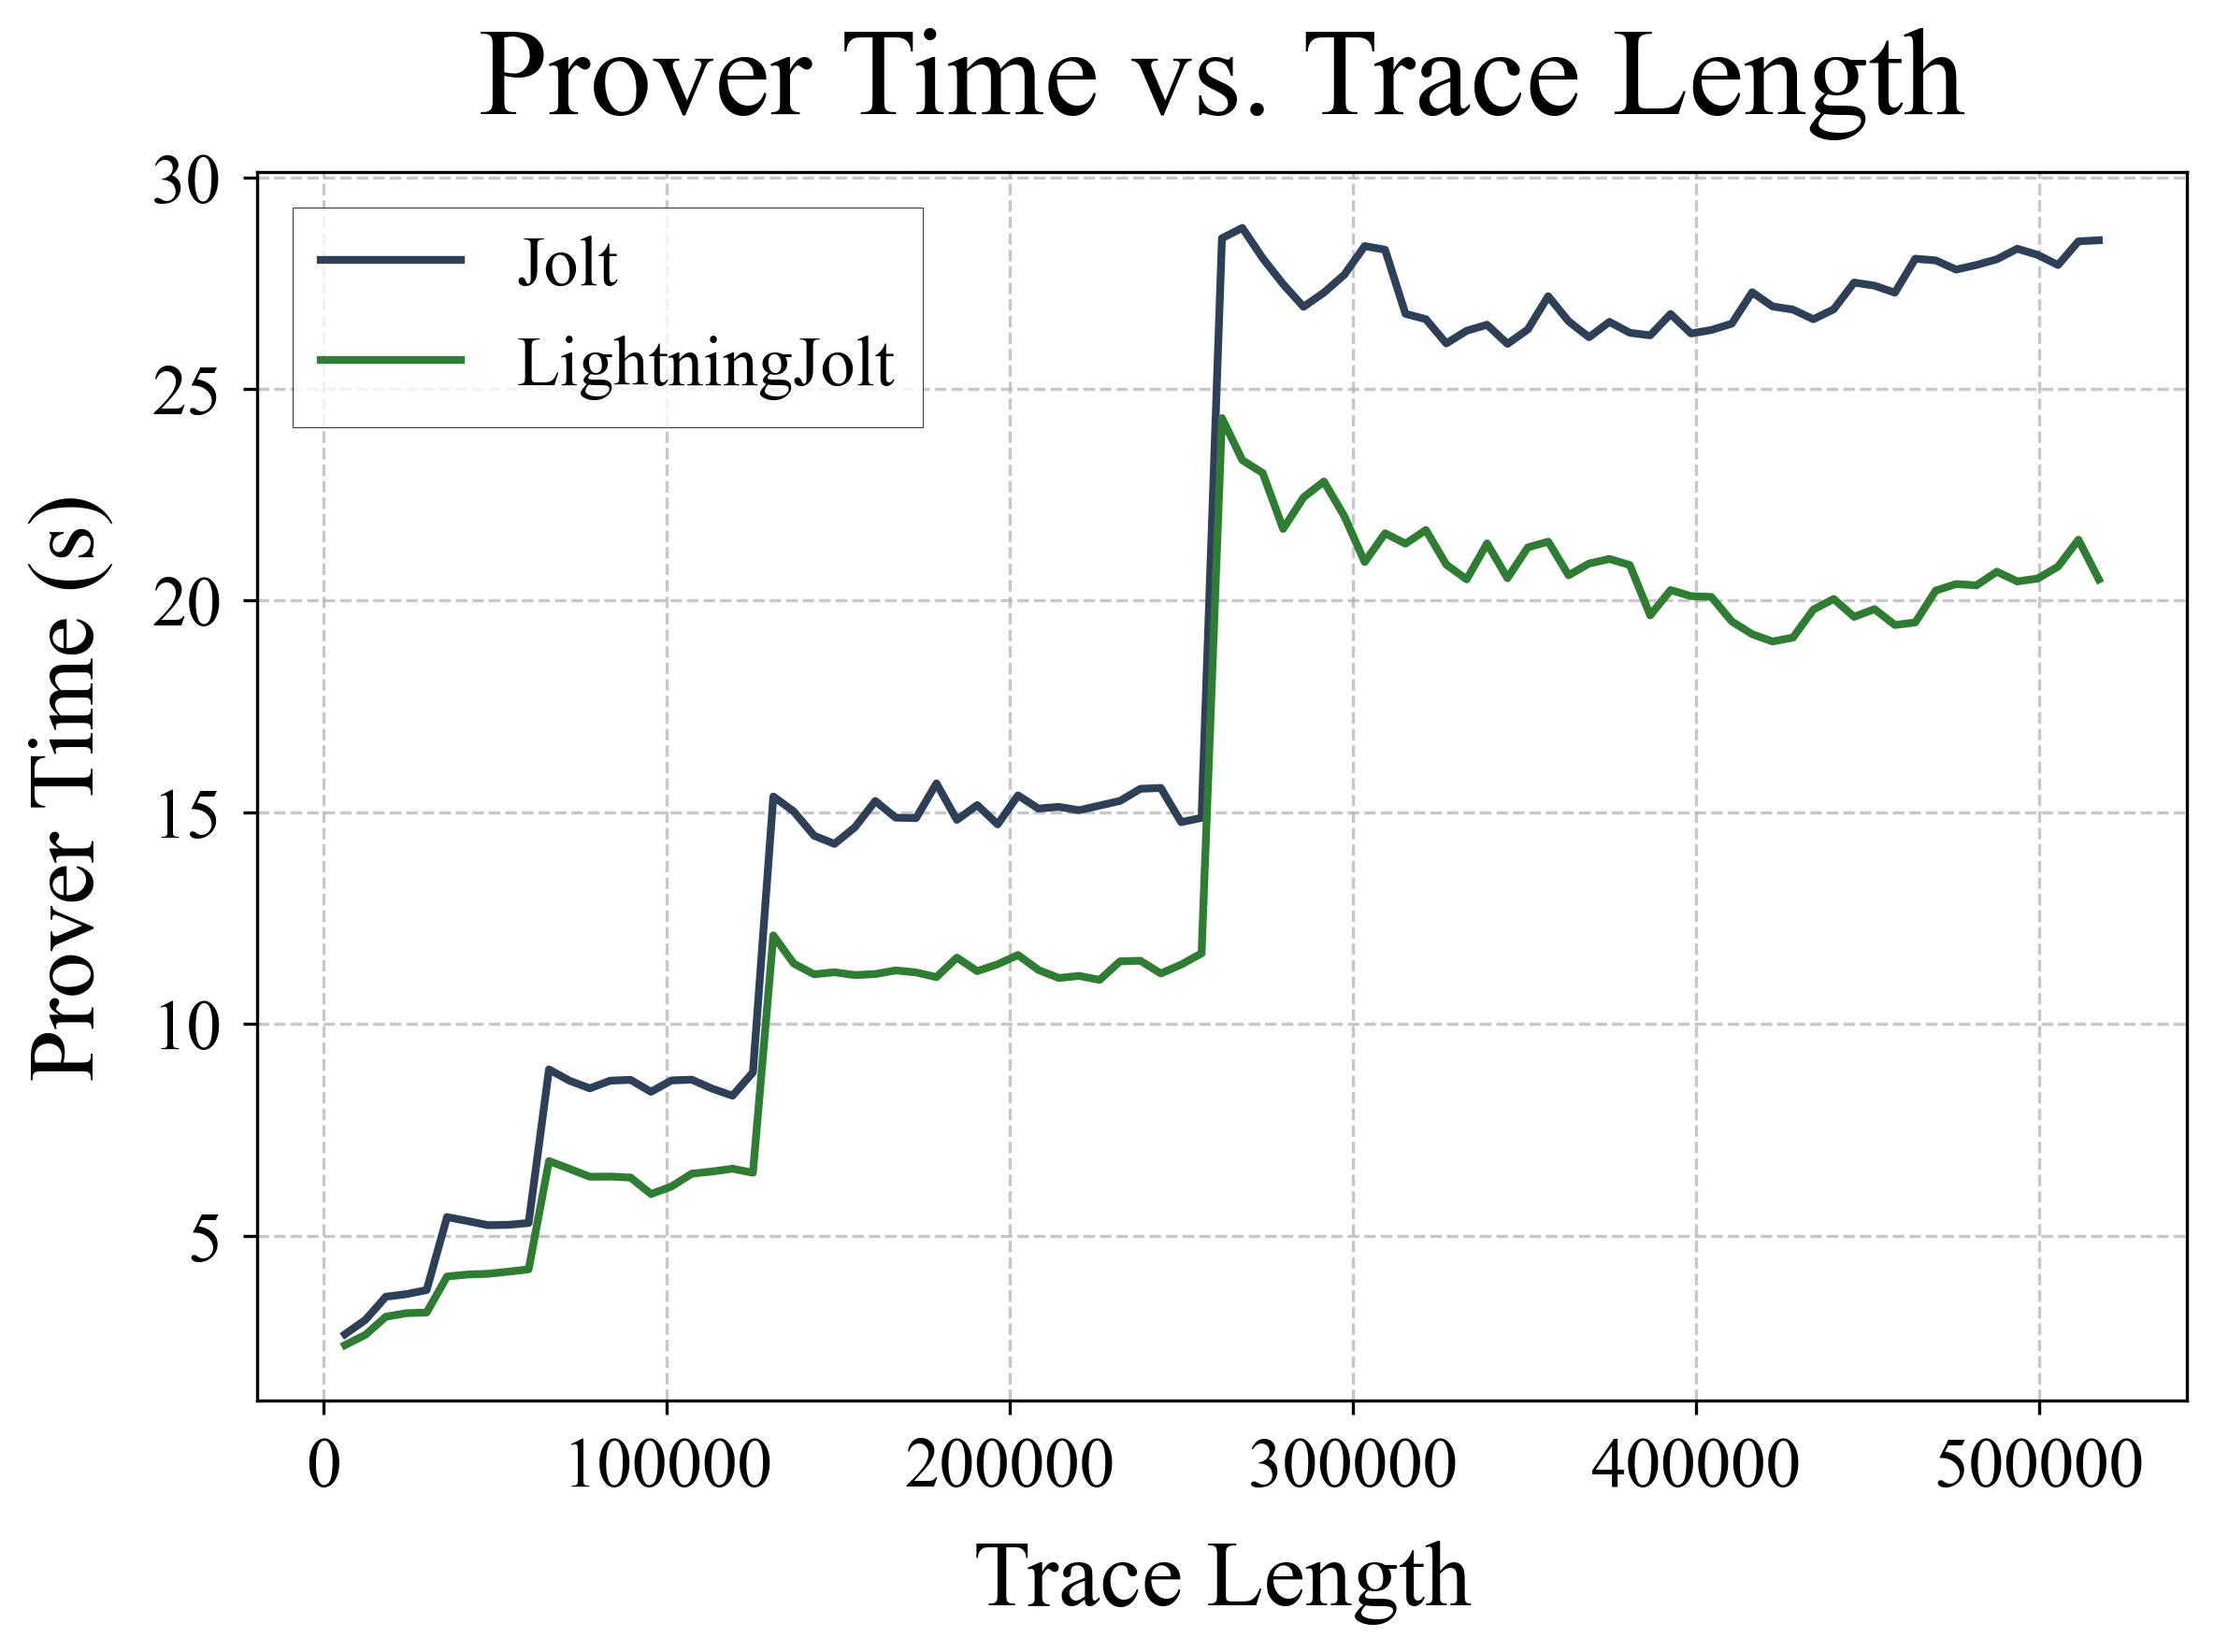 Prover Time vs. Trace Length
Jolt
LightningJolt
Prover Time (s)
30
25
20
15
10
5
0 100000 200000 300000 400000 500000
Trace Length